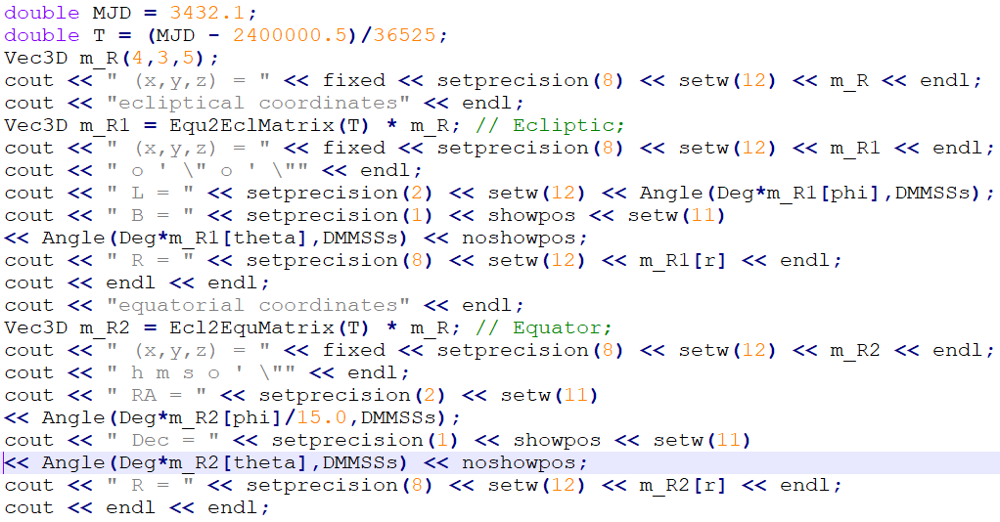 double MJD = 3432.1;
double T = (MJD - 2400000.5)/36525;
Vec3D m_R(4,3,5);
cout << " (x,y,z) = " << fixed << setprecision(8) << setw(12) << m_R << endl;
cout << "ecliptical coordinates" << endl;
Vec3D m_R1 = Equ2EclMatrix(T) * m_R; // Ecliptic;
cout << " (x,y,z) = " << fixed << setprecision(8) << setw(12) << m_R1 << endl;
cout << " o ' \" o ' \"" << endl;
cout << " L = " << setprecision(2) << setw(12) << Angle(Deg*m_R1[phi],DMMSSs);
cout << " B = " << setprecision(1) << showpos << setw(11)
<< Angle(Deg*m_R1[theta],DMMSSs) << noshowpos;
cout << " R = " << setprecision(8) << setw(12) << m_R1[r] << endl;
cout << endl << endl;
cout << "equatorial coordinates" << endl;
Vec3D m_R2 = Ecl2EquMatrix(T) * m_R; // Equator;
cout << " (x,y,z) = " << fixed << setprecision(8) << setw(12) << m_R2 << endl;
cout << " h m s o ' \"" << endl;
cout << " RA = " << setprecision(2) << setw(11)
<< Angle(Deg*m_R2[phi]/15.0,DMMSSs);
cout << " Dec = " << setprecision(1) << showpos << setw(11)
<< Angle(Deg*m_R2[theta],DMMSSs) << noshowpos;
cout << " R = " << setprecision(8) << setw(12) << m_R2[r] << endl;
cout << endl << endl;